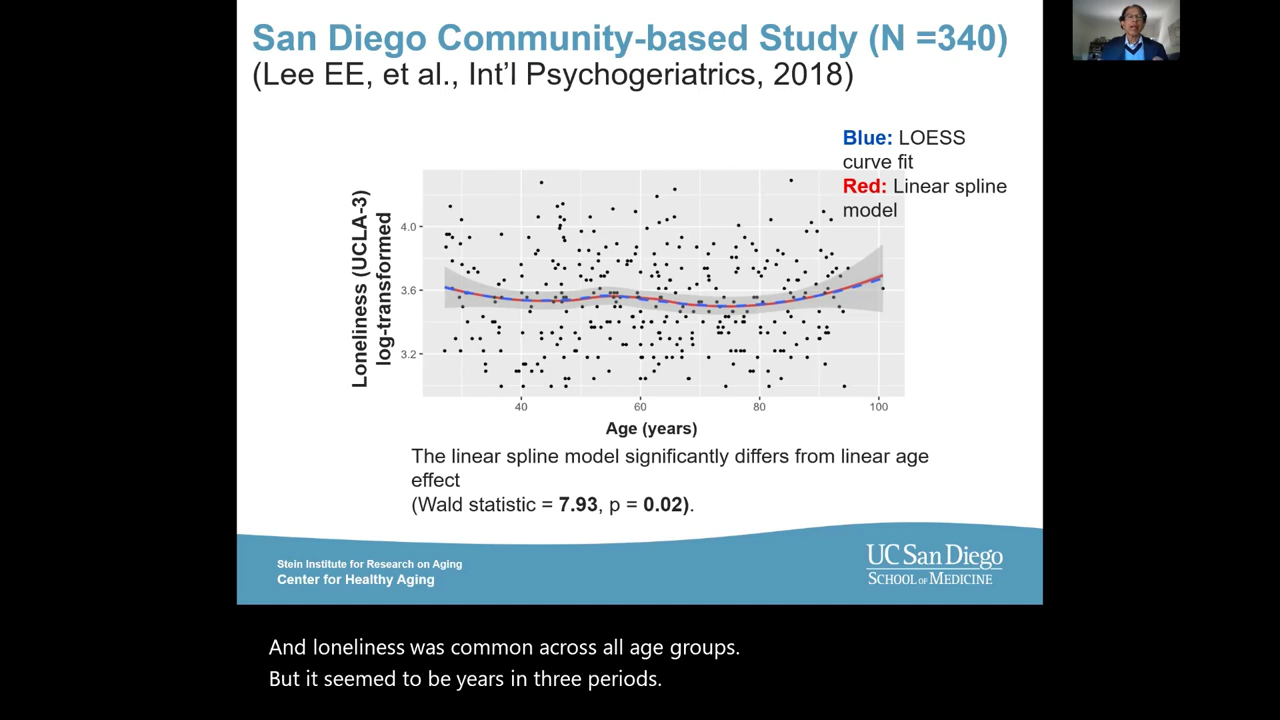 San Diego Community-based Study (N =340)
(Lee EE, et al., Int'l Psychogeriatrics, 2018)
Blue: LOESS
curve fit
Red: Linear spline
model
Loneliness (UCLA-3)
log-transformed
4.0
3.6
3.2
40 60 80 100
Age (years)
The linear spline model significantly differs from linear age
effect
(Wald statistic = 7.93, p = 0.02).
Stein Institute for Research on Aging
Center for Healthy Aging
UC San Diego
SCHOOL OF MEDICINE
And loneliness was common across all age groups.
But it seemed to be years in three periods.